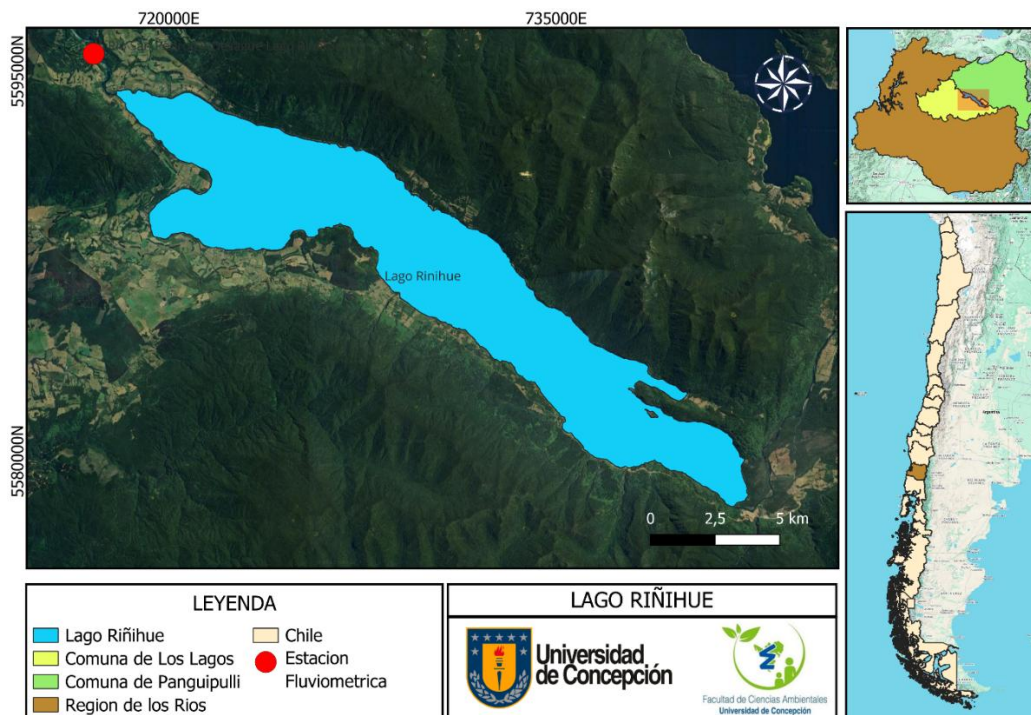 720000E
735000E
5595000N
5580000N
Lago Rinihue
0 2,5 5 km
LEYENDA
Lago Riñihue
Comuna de Los Lagos
Comuna de Panguipulli
Region de los Rios
Chile
Estacion
Fluviometrica
LAGO RIÑIHUE
Universidad
de Concepción
Facultad de Ciencias Ambientales
Universidad de Concepción